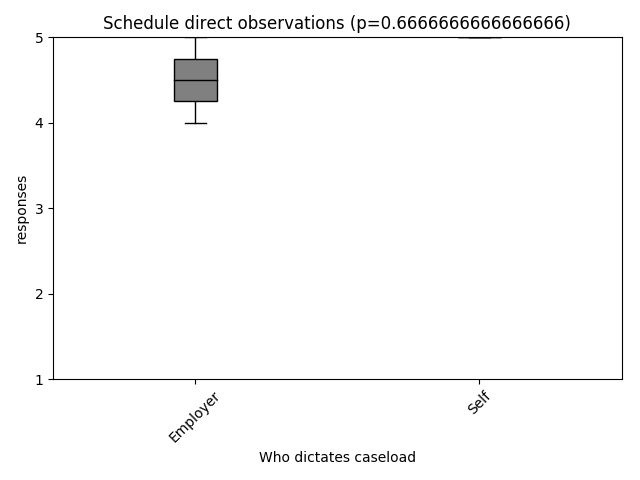 Schedule direct observations (p=0.6666666666666666)
5
4
3
2
1
responses
Employer
Self
Who dictates caseload